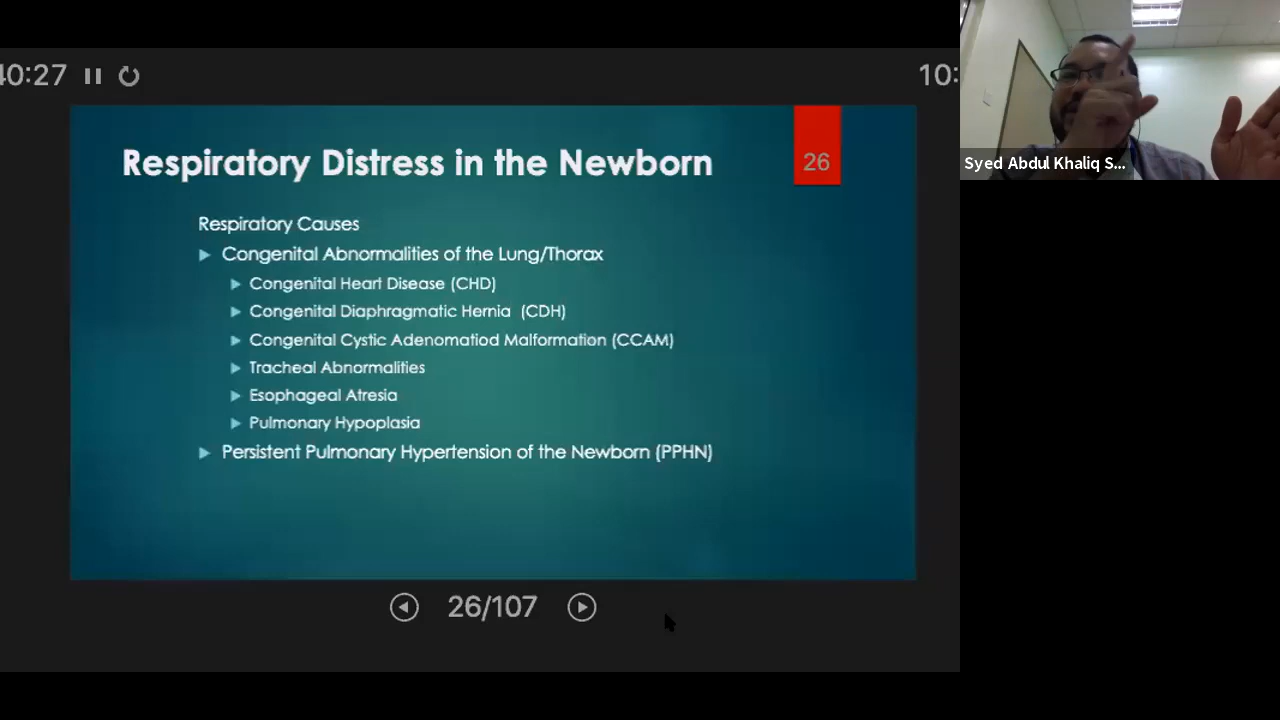 40:27
10:
Respiratory Distress in the Newborn
26
Respiratory Causes
Congenital Abnormalities of the Lung/Thorax
Congenital Heart Disease (CHD)
Congenital Diaphragmatic Hernia (CDH)
Congenital Cystic Adenomatiod Malformation (CCAM)
Tracheal Abnormalities
Esophageal Atresia
Pulmonary Hypoplasia
Persistent Pulmonary Hypertension of the Newborn (PPHN)
26/107
Syed Abdul Khaliq S...